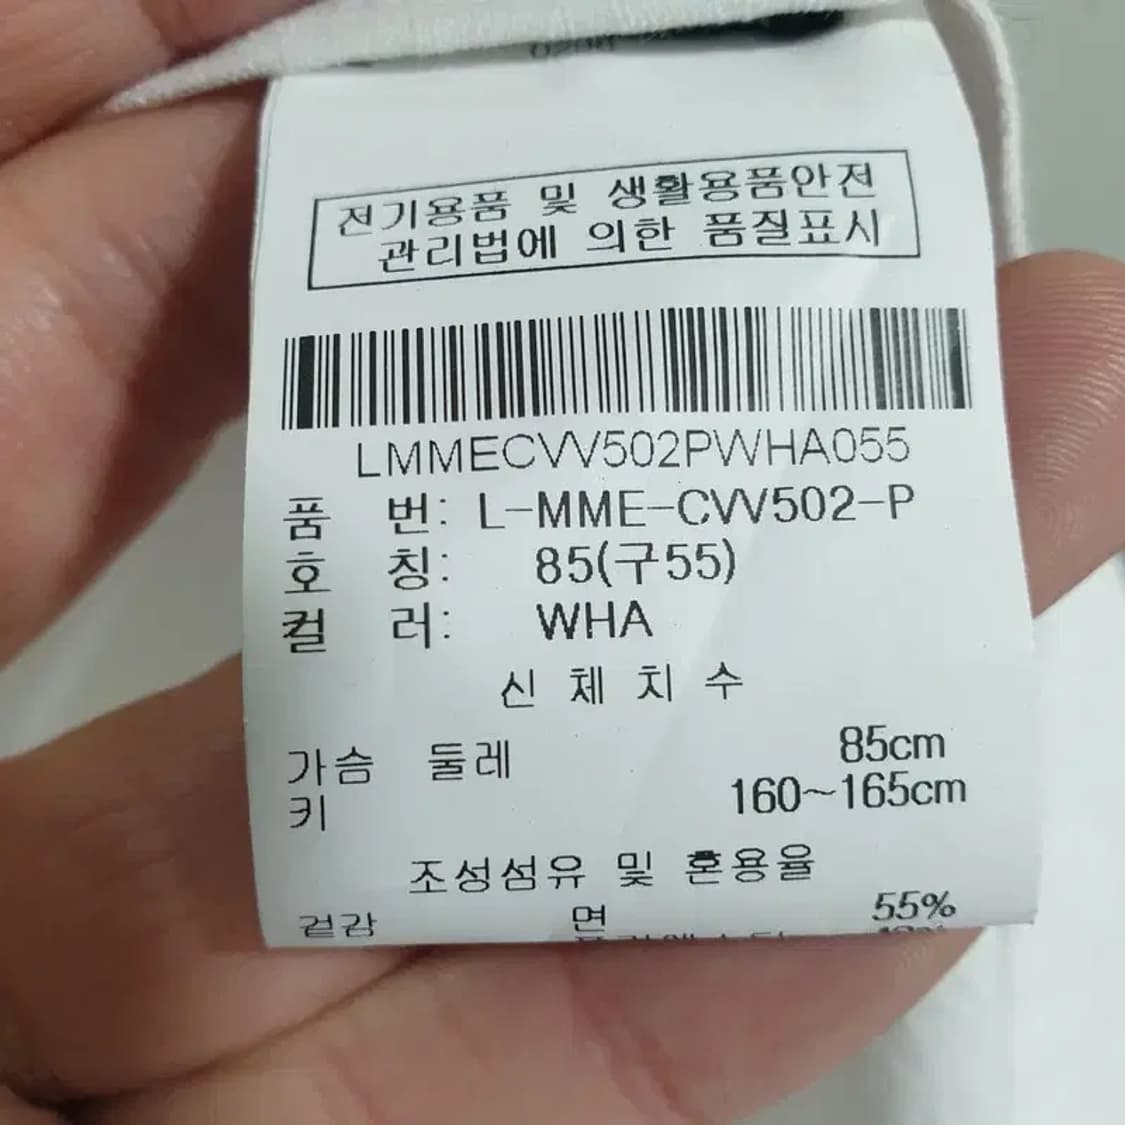 전기용품 및 생활용품안전
관리법에 의한 품질표시
LMMECVV502PWHA055
품 번: L-MME-CVV502-P
호 칭: 85(구55)
컬 러: WHA
신 체 치 수
가슴 둘레 85cm
키 160~165cm
조성섬유 및 혼용율
겉감 면 55%